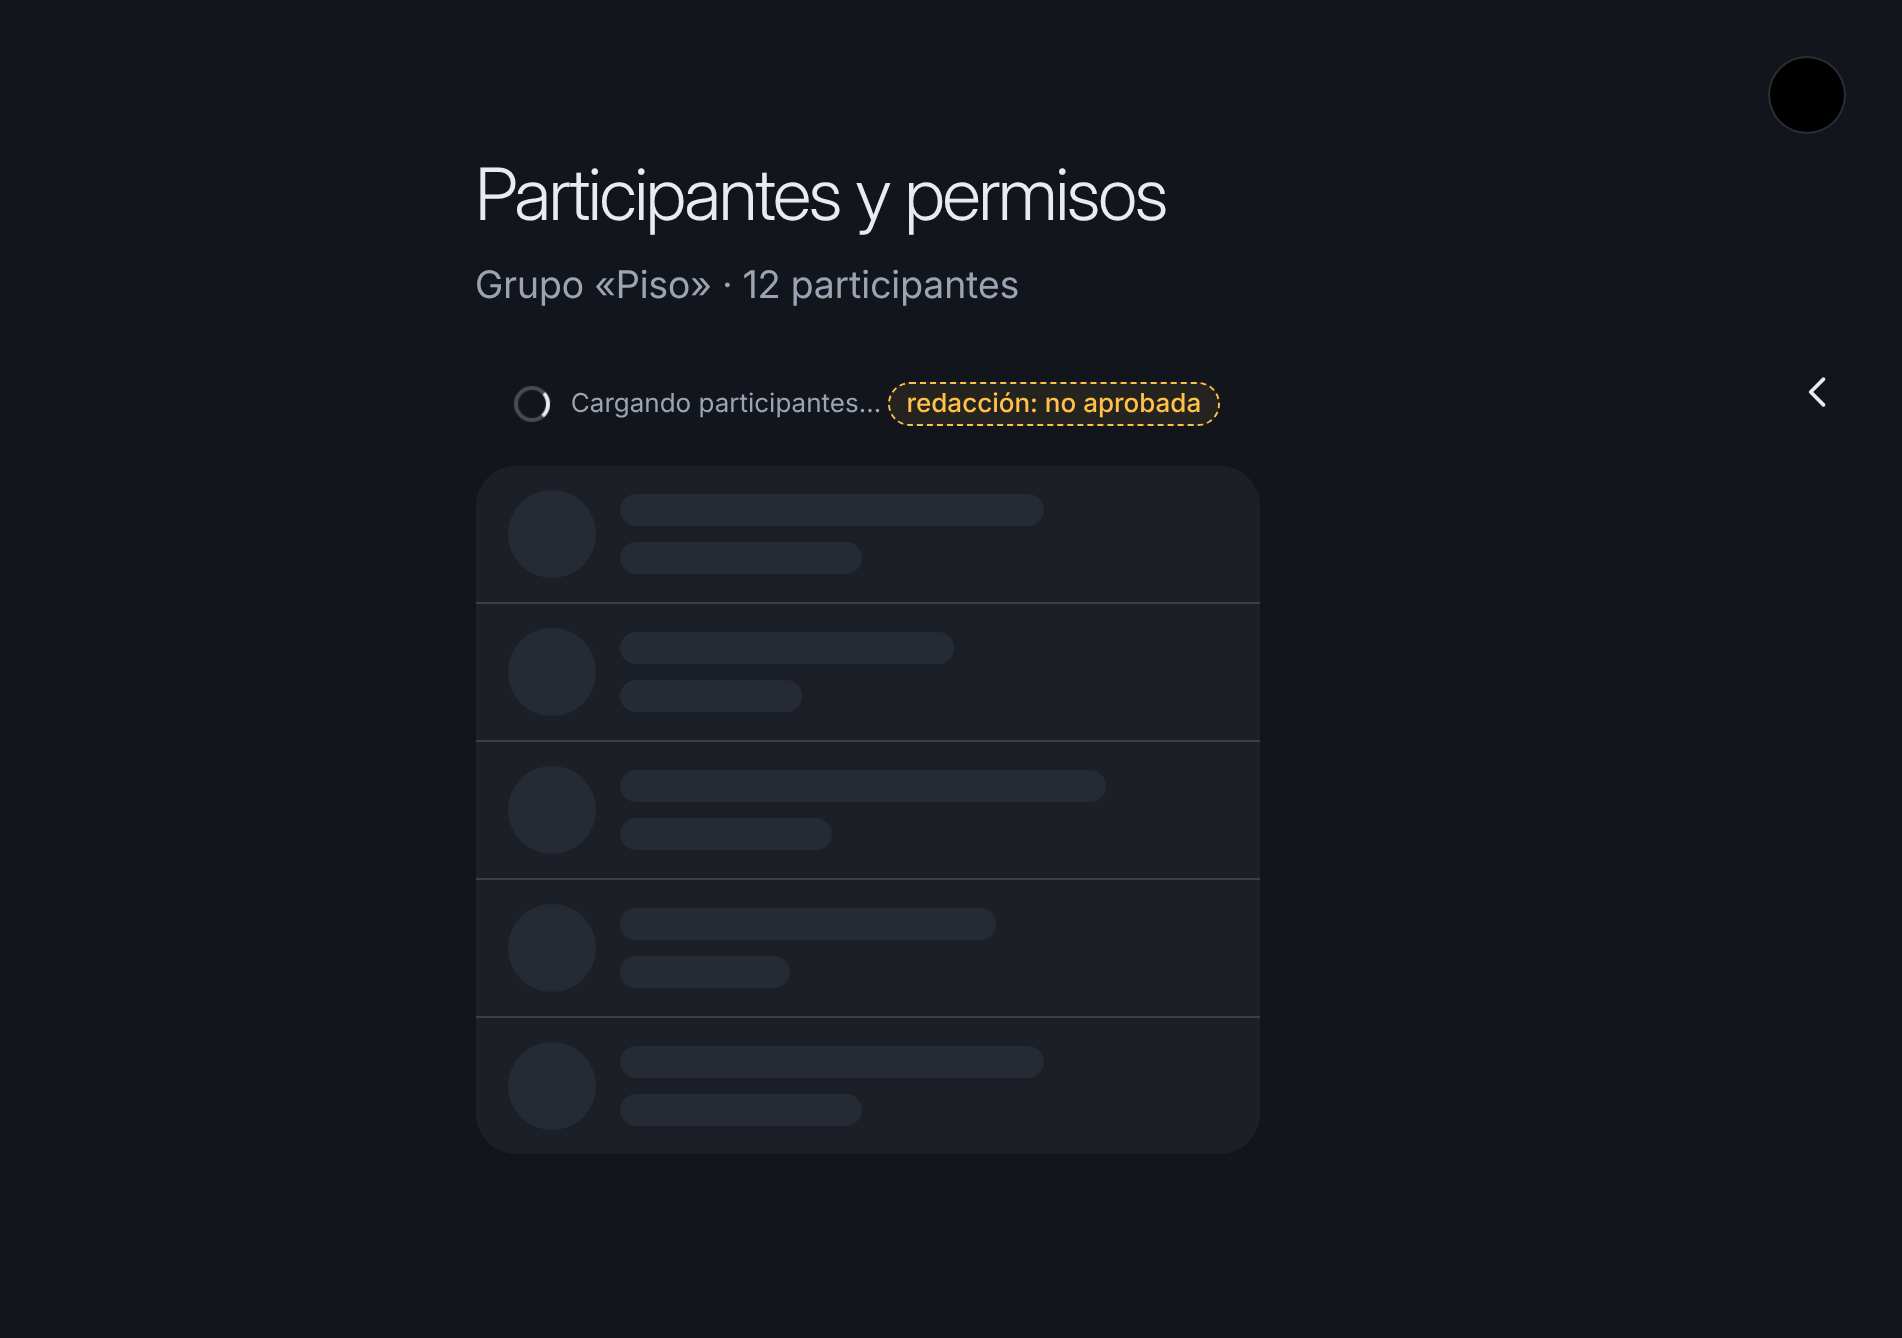 Participantes y permisos
Grupo «Piso» · 12 participantes
Cargando participantes… redacción: no aprobada